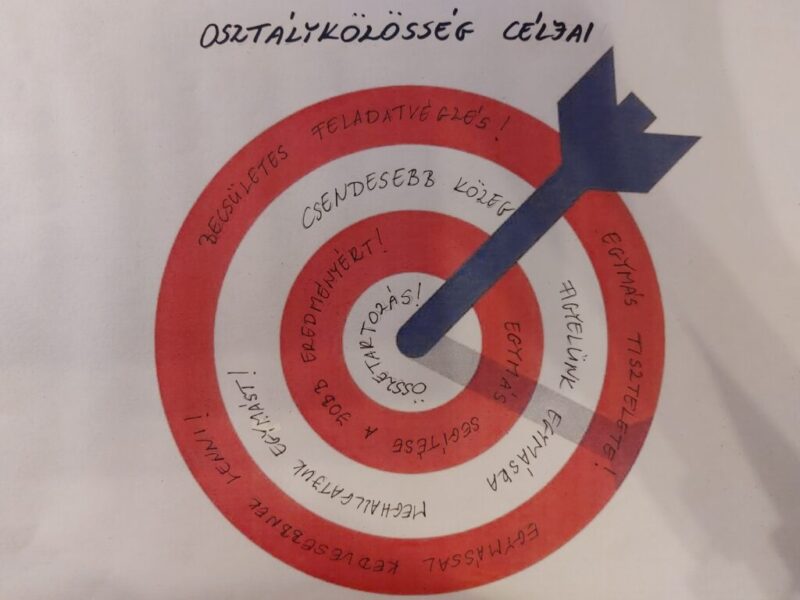 OSZTÁLYKÖLÖSSÉG CÉLJAI
BECSÜLETES FELADATVÉGZÉS!
EGYMÁS TISZTELETE!
EGYMÁSSAL KEDVESEBBNEK LENNI!
CSENDESEBB KÖZEG
FIGYELÜNK EGYMÁSRA
MEGHALLGATJUK EGYMÁST!
EGYMÁS SEGÍTÉSE A JOBB EREDMÉNYÉRT!
ÖSSZETARTOZÁS!